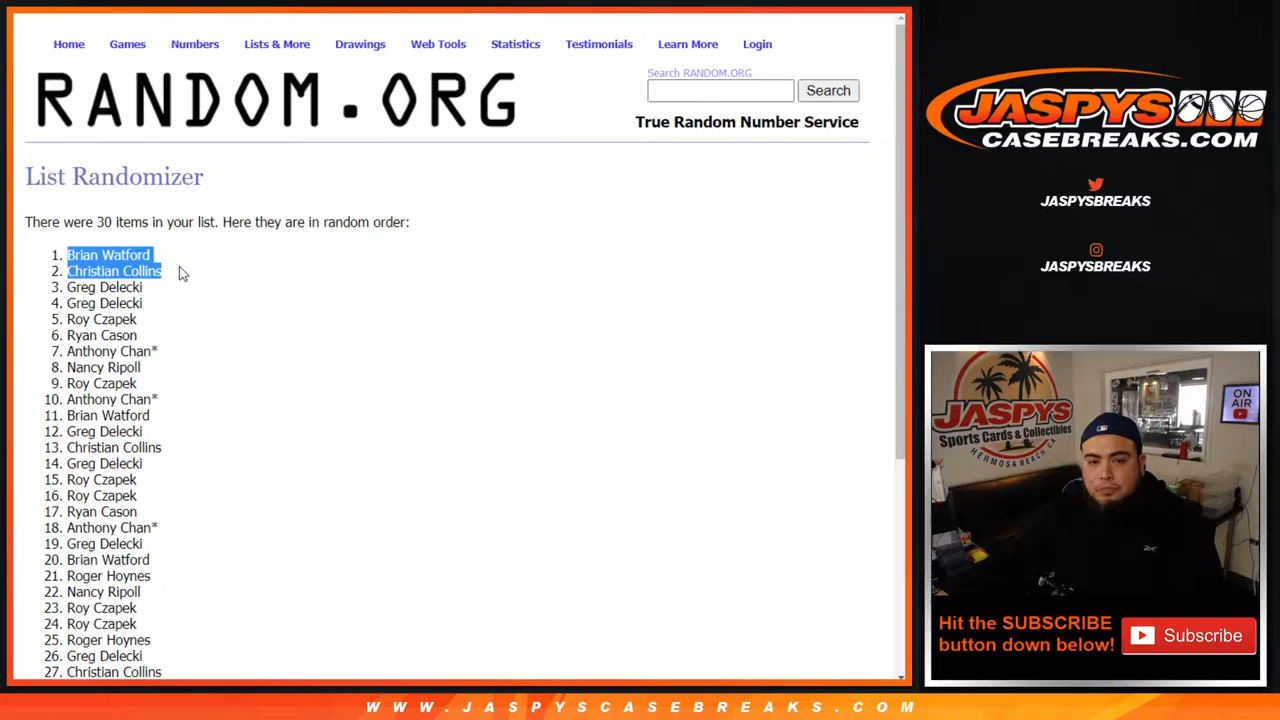 Home Games Numbers Lists & More Drawings Web Tools Statistics Testimonials Learn More Login
RANDOM.ORG
Search RANDOM.ORG
Search
True Random Number Service
List Randomizer
There were 30 items in your list. Here they are in random order:
1. Brian Watford
2. Christian Collins
3. Greg Delecki
4. Greg Delecki
5. Roy Czapek
6. Ryan Cason
7. Anthony Chan*
8. Nancy Ripoll
9. Roy Czapek
10. Anthony Chan*
11. Brian Watford
12. Greg Delecki
13. Christian Collins
14. Greg Delecki
15. Roy Czapek
16. Roy Czapek
17. Ryan Cason
18. Anthony Chan*
19. Greg Delecki
20. Brian Watford
21. Roger Hoynes
22. Nancy Ripoll
23. Roy Czapek
24. Roy Czapek
25. Roger Hoynes
26. Greg Delecki
27. Christian Collins
JASPYS
CASEBREAKS.COM
JASPYSBREAKS
JASPYSBREAKS
JASPYS
Sports Cards & Collectibles
HERMOSA BEACH, CA
ON
AIR
Hit the SUBSCRIBE
button down below!
Subscribe
WWW.JASPYSCASEBREAKS.COM